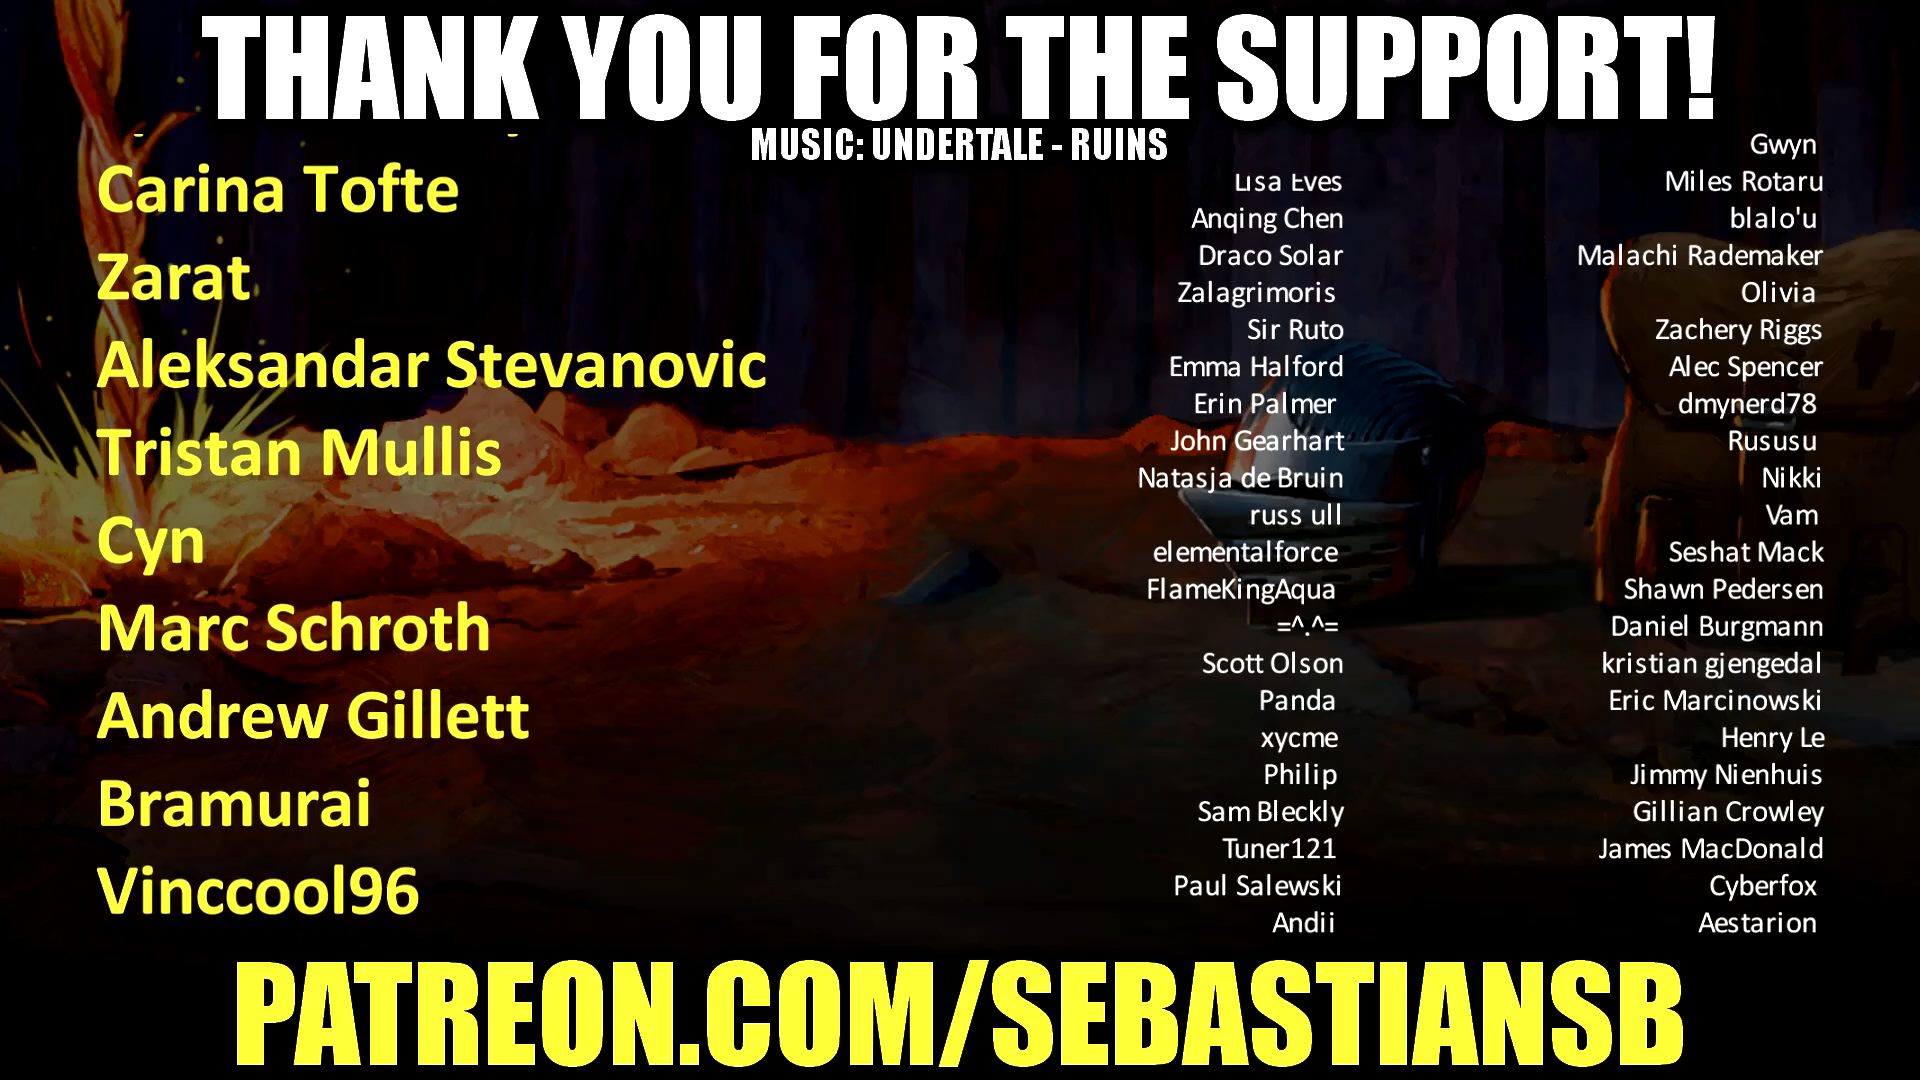 THANK YOU FOR THE SUPPORT!
MUSIC: UNDERTALE - RUINS
Carina Tofte
Zarat
Aleksandar Stevanovic
Tristan Mullis
Cyn
Marc Schroth
Andrew Gillett
Bramurai
Vinccool96
Lisa Eves
Anqing Chen
Draco Solar
Zalagrimoris
Sir Ruto
Emma Halford
Erin Palmer
John Gearhart
Natasja de Bruin
russ ull
elementalforce
FlameKingAqua
=^.^=
Scott Olson
Panda
xycme
Philip
Sam Bleckly
Tuner121
Paul Salewski
Andii
Gwyn
Miles Rotaru
blalo'u
Malachi Rademaker
Olivia
Zachery Riggs
Alec Spencer
dmynerd78
Rususu
Nikki
Vam
Seshat Mack
Shawn Pedersen
Daniel Burgmann
kristian gjengedal
Eric Marcinowski
Henry Le
Jimmy Nienhuis
Gillian Crowley
James MacDonald
Cyberfox
Aestarion
PATREON.COM/SEBASTIANSB